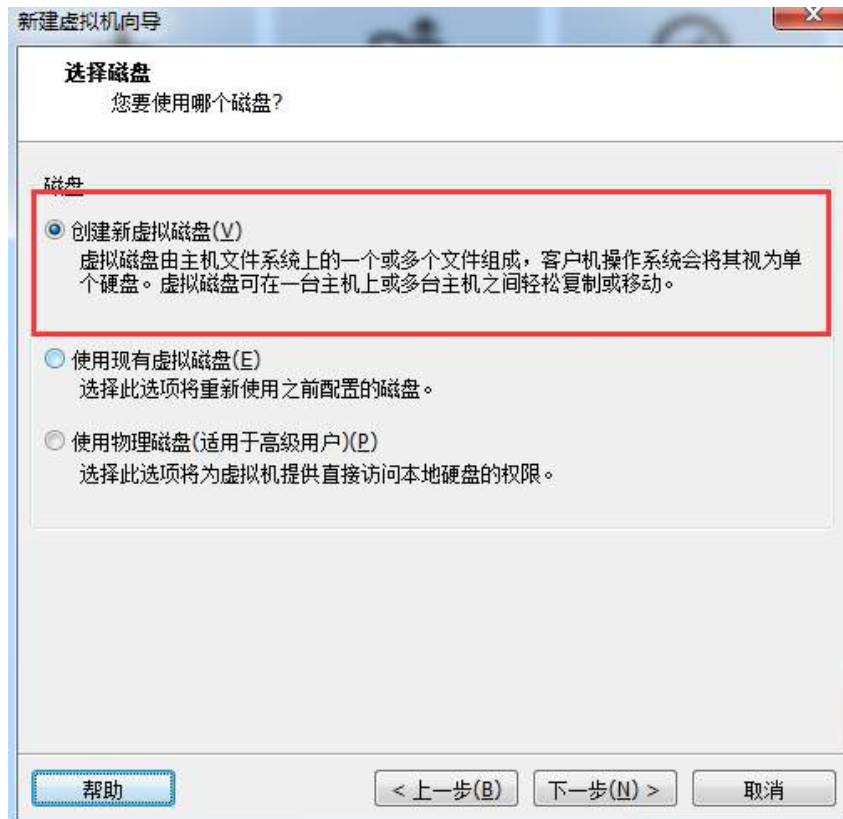 新建虚拟机向导
选择磁盘
您要使用哪个磁盘?
磁盘
创建新虚拟磁盘(V)
虚拟磁盘由主机文件系统上的一个或多个文件组成，客户机操作系统会将其视为单
个硬盘。虚拟磁盘可在一台主机上或多台主机之间轻松复制或移动。
使用现有虚拟磁盘(E)
选择此选项将重新使用之前配置的磁盘。
使用物理磁盘(适用于高级用户)(P)
选择此选项将为虚拟机提供直接访问本地硬盘的权限。
帮助 < 上一步(B) 下一步(N) > 取消